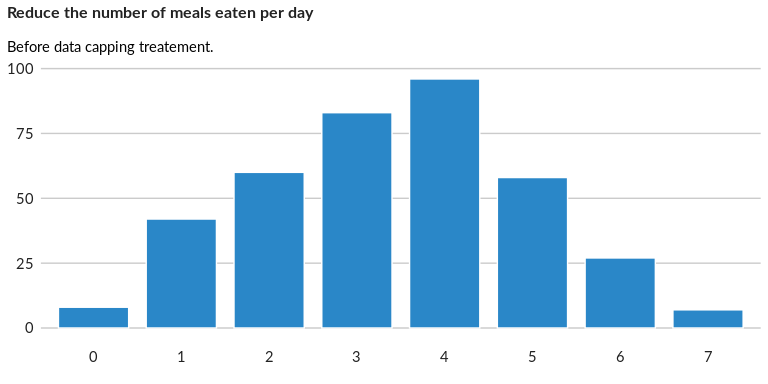 Reduce the number of meals eaten per day
Before data capping treatement.
100
75
50
25
0
0 1 2 3 4 5 6 7